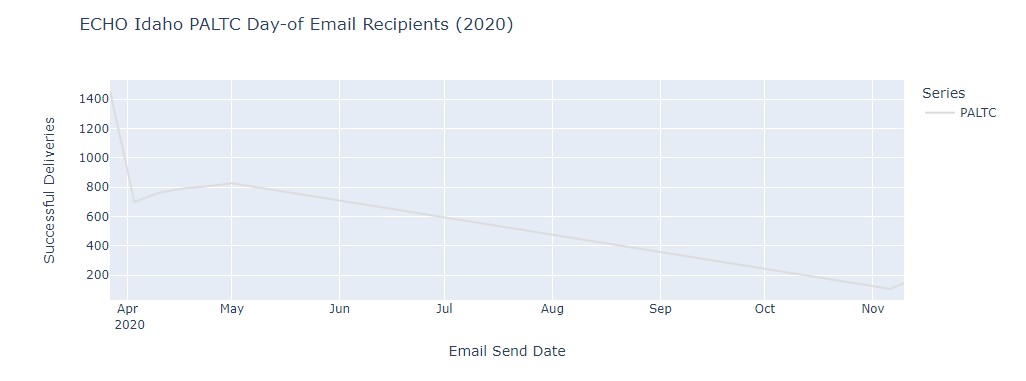 ECHO Idaho PALTC Day-of Email Recipients (2020)
Series
PALTC
Successful Deliveries
1400
1200
1000
800
600
400
200
Apr May Jun Jul Aug Sep Oct Nov
2020
Email Send Date